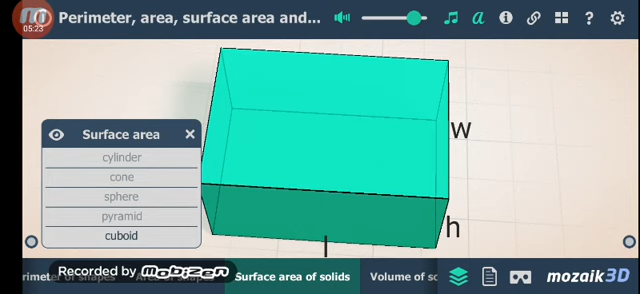 05:23
Perimeter, area, surface area and...
Surface area
cylinder
cone
sphere
pyramid
cuboid
w
h
l
Surface area of solids
Volume of so
Recorded by MOBIZEN
mozaik3D